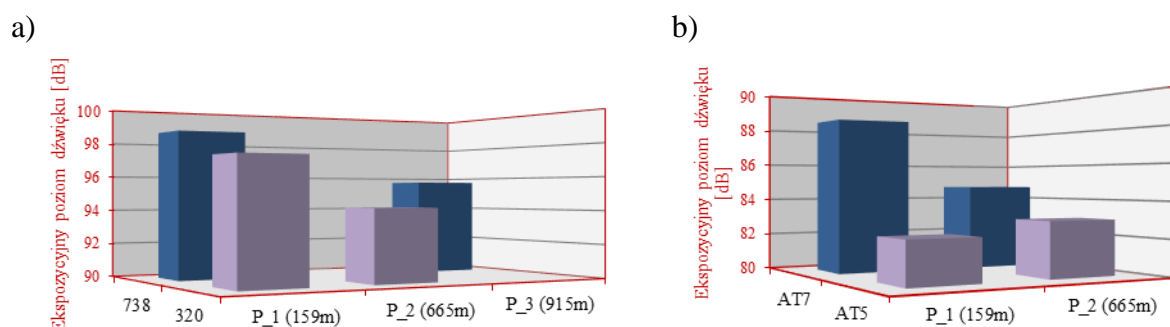 a)
Ekspozycyjny poziom dźwięku [dB]
100
98
96
94
92
90
738
320
P_1 (159m)
P_2 (665m)
P_3 (915m)
b)
Ekspozycyjny poziom dźwięku
[dB]
90
88
86
84
82
80
AT7
AT5
P_1 (159m)
P_2 (665m)